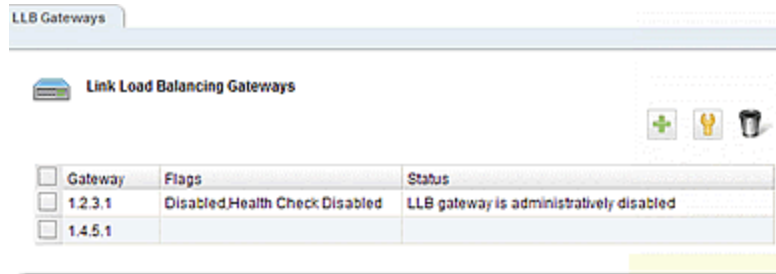 LLB Gateways
Link Load Balancing Gateways
Gateway Flags Status
1.2.3.1 Disabled,Health Check Disabled LLB gateway is administratively disabled
1.4.5.1